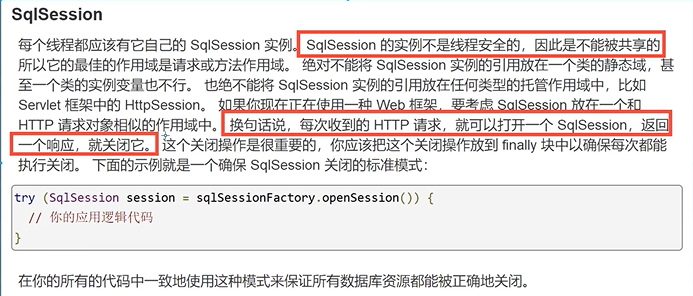 SqlSession
每个线程都应该有它自己的 SqlSession 实例。SqlSession 的实例不是线程安全的，因此是不能被共享的
所以它的最佳的作用域是请求或方法作用域。 绝对不能将 SqlSession 实例的引用放在一个类的静态域，甚
至一个类的实例变量也不行。 也绝不能将 SqlSession 实例的引用放在任何类型的托管作用域中，比如
Servlet 框架中的 HttpSession。 如果你现在正在使用一种 Web 框架，要考虑 SqlSession 放在一个和
HTTP 请求对象相似的作用域中。 换句话说，每次收到的 HTTP 请求，就可以打开一个 SqlSession，返回
一个响应，就关闭它。 这个关闭操作是很重要的，你应该把这个关闭操作放到 finally 块中以确保每次都能
执行关闭。 下面的示例就是一个确保 SqlSession 关闭的标准模式：
try (SqlSession session = sqlSessionFactory.openSession()) {
// 你的应用逻辑代码
}
在你的所有的代码中一致地使用这种模式来保证所有数据库资源都能被正确地关闭。